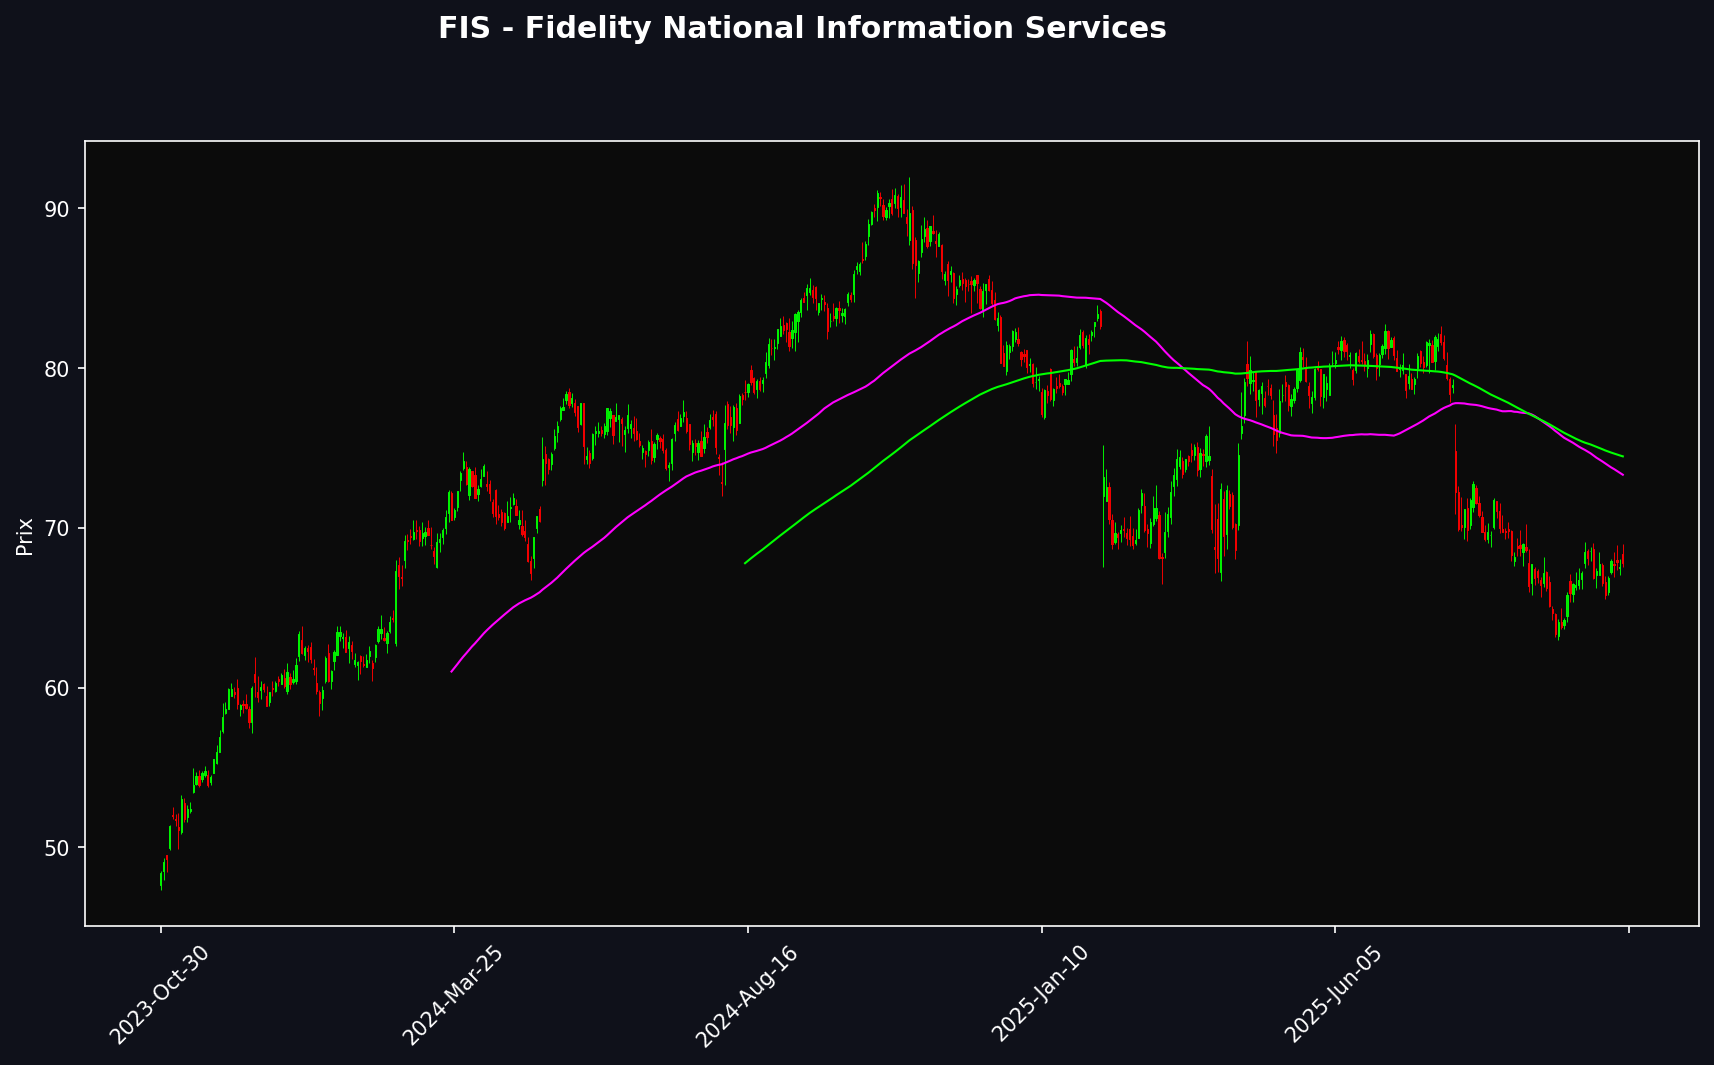 FIS - Fidelity National Information Services
Prix
90
80
70
60
50
2023-Oct-30
2024-Mar-25
2024-Aug-16
2025-Jan-10
2025-Jun-05